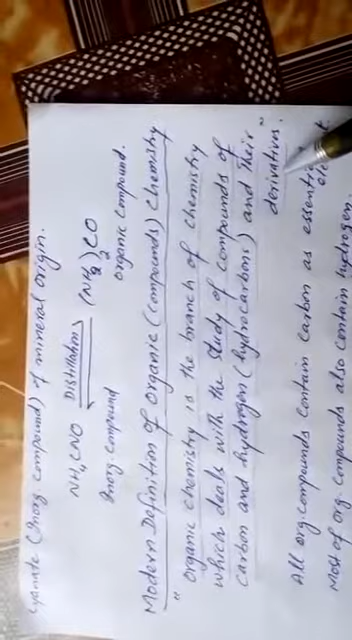 Cyanate (Inorg compound) of mineral origin.
NH4CNO Distillation (NH2)2CO
Inorg compound organic compound.
Modern Definition of organic (compounds) Chemistry
" organic chemistry is the branch of chemistry
which deals with the study of compounds of
carbon and hydrogen (hydrocarbons) and their
derivatives. "
All org. compounds contain carbon as essential
element.
Most of org. compounds also contain hydrogen.